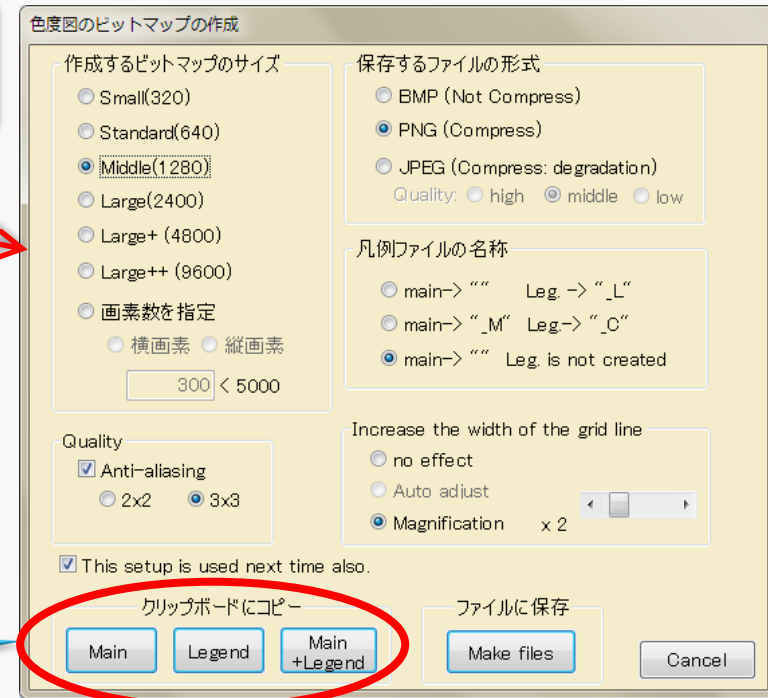 色度図のビットマップの作成
作成するビットマップのサイズ
Small(320)
Standard(640)
Middle(1280)
Large(2400)
Large+ (4800)
Large++ (9600)
画素数を指定
横画素 縦画素
300 < 5000
保存するファイルの形式
BMP (Not Compress)
PNG (Compress)
JPEG (Compress: degradation)
Quality: high middle low
凡例ファイルの名称
main-> "" Leg. -> "_L"
main-> "_M" Leg.-> "_C"
main-> "" Leg. is not created
Quality
Anti-aliasing
2x2 3x3
Increase the width of the grid line
no effect
Auto adjust
Magnification x 2
This setup is used next time also.
クリップボードにコピー
Main Legend Main
+Legend
ファイルに保存
Make files
Cancel